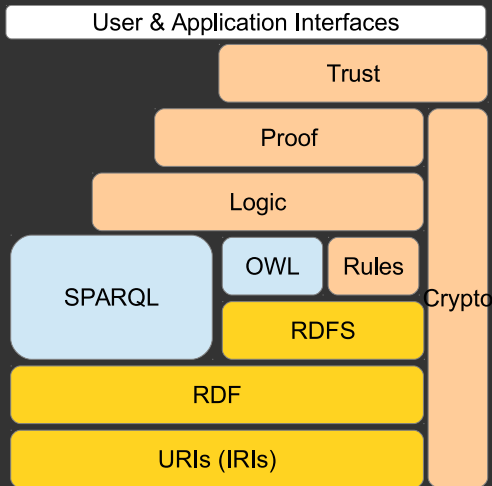 User & Application Interfaces
Trust
Proof
Logic
SPARQL
OWL
Rules
Crypto
RDFS
RDF
URIs (IRIs)